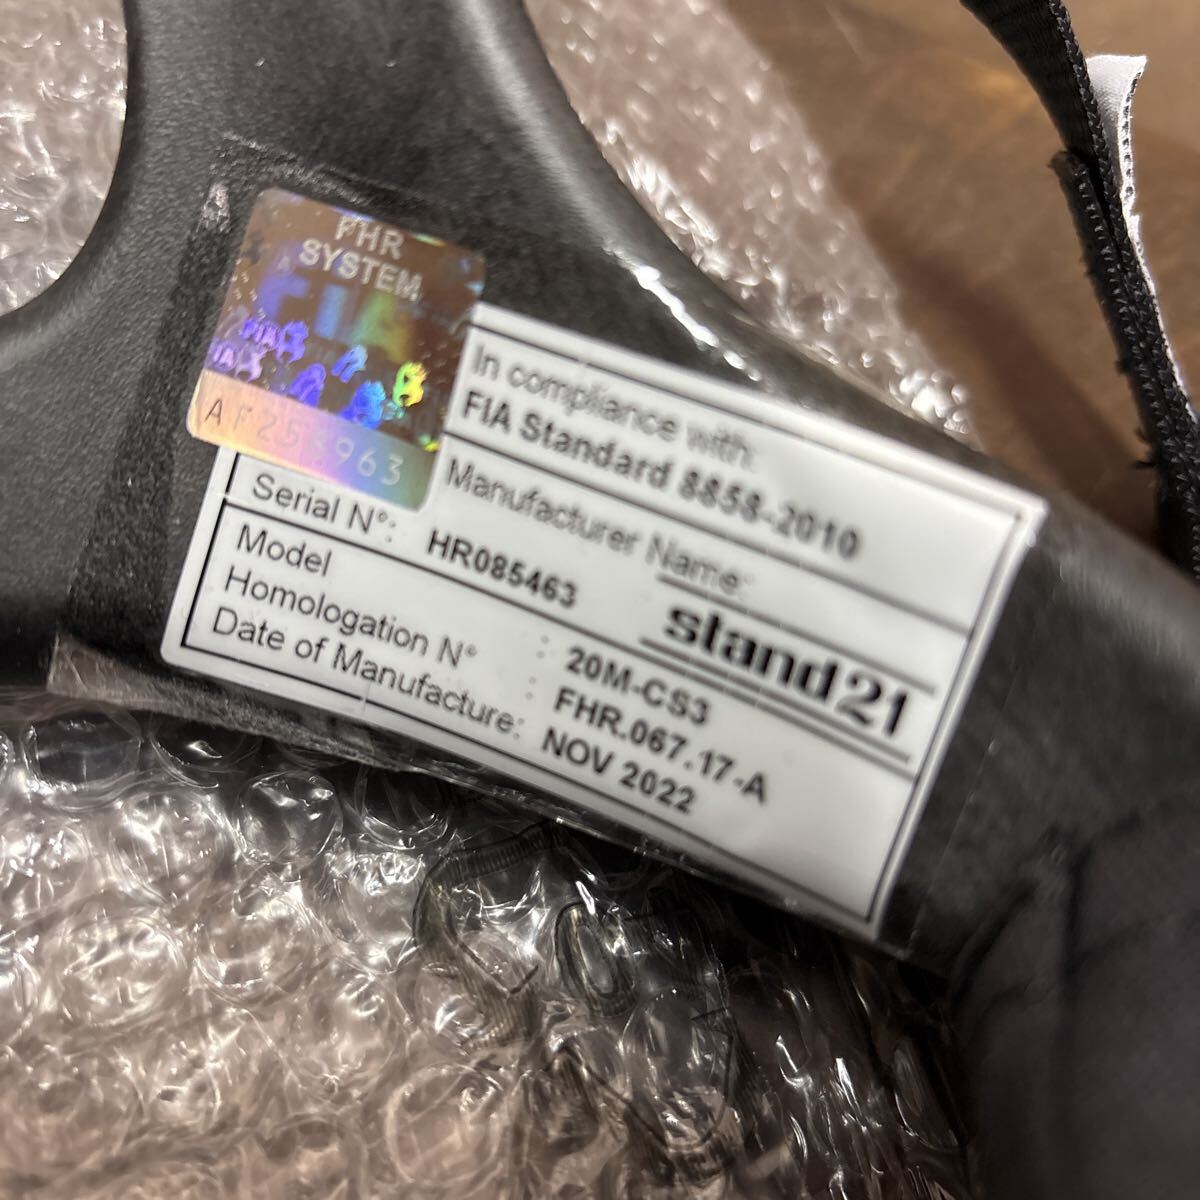 FHR
SYSTEM
FIA
In compliance with:
FIA Standard 8858-2010
Manufacturer Name:
stand21
Serial N°: HR085463
Model : 20M-CS3
Homologation N° : FHR.067.17-A
Date of Manufacture: NOV 2022